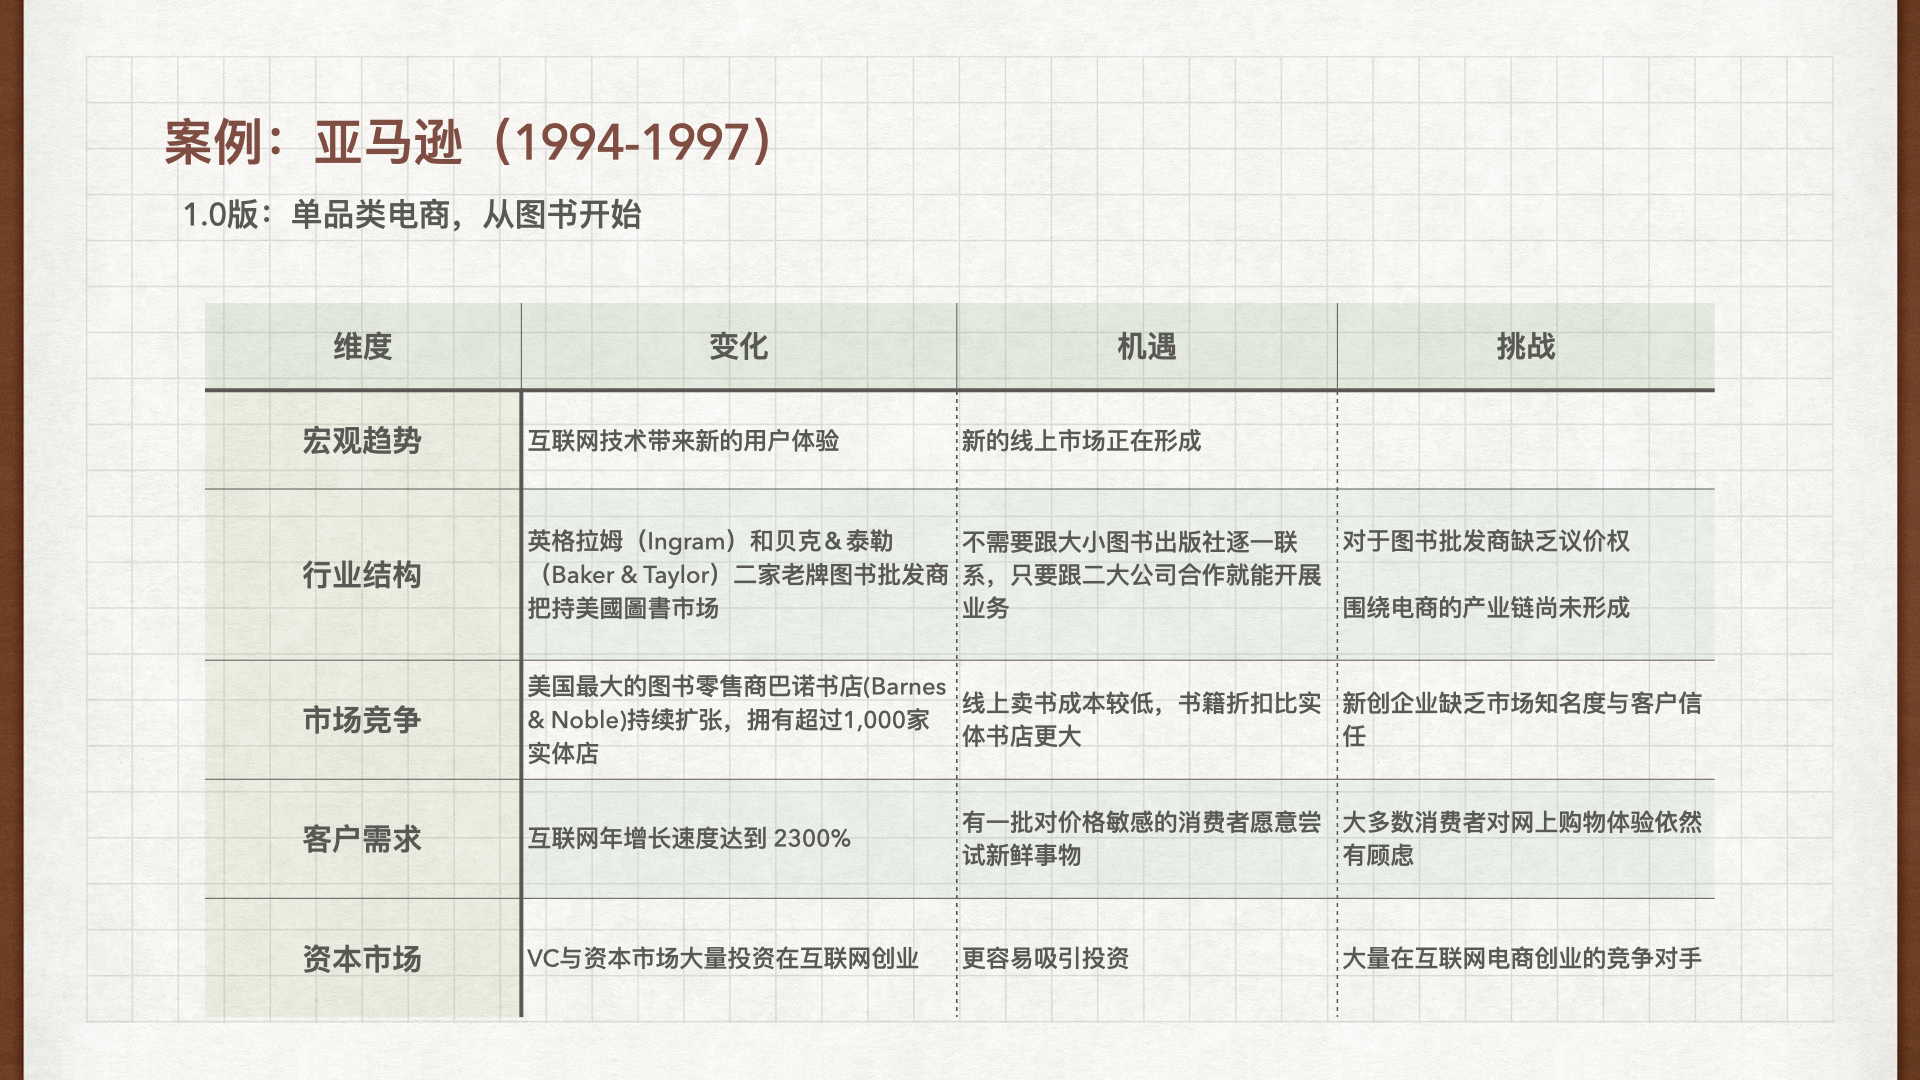 案例：亚马逊（1994-1997）
1.0版：单品类电商，从图书开始
维度
变化
机遇
挑战
宏观趋势
互联网技术带来新的用户体验
新的线上市场正在形成
行业结构
英格拉姆（Ingram）和贝克＆泰勒
（Baker & Taylor）二家老牌图书批发商
把持美國圖書市场
不需要跟大小图书出版社逐一联
系，只要跟二大公司合作就能开展
业务
对于图书批发商缺乏议价权
围绕电商的产业链尚未形成
市场竞争
美国最大的图书零售商巴诺书店(Barnes
& Noble)持续扩张，拥有超过1,000家
实体店
线上卖书成本较低，书籍折扣比实
体书店更大
新创企业缺乏市场知名度与客户信
任
客户需求
互联网年增长速度达到 2300%
有一批对价格敏感的消费者愿意尝
试新鲜事物
大多数消费者对网上购物体验依然
有顾虑
资本市场
VC与资本市场大量投资在互联网创业
更容易吸引投资
大量在互联网电商创业的竞争对手